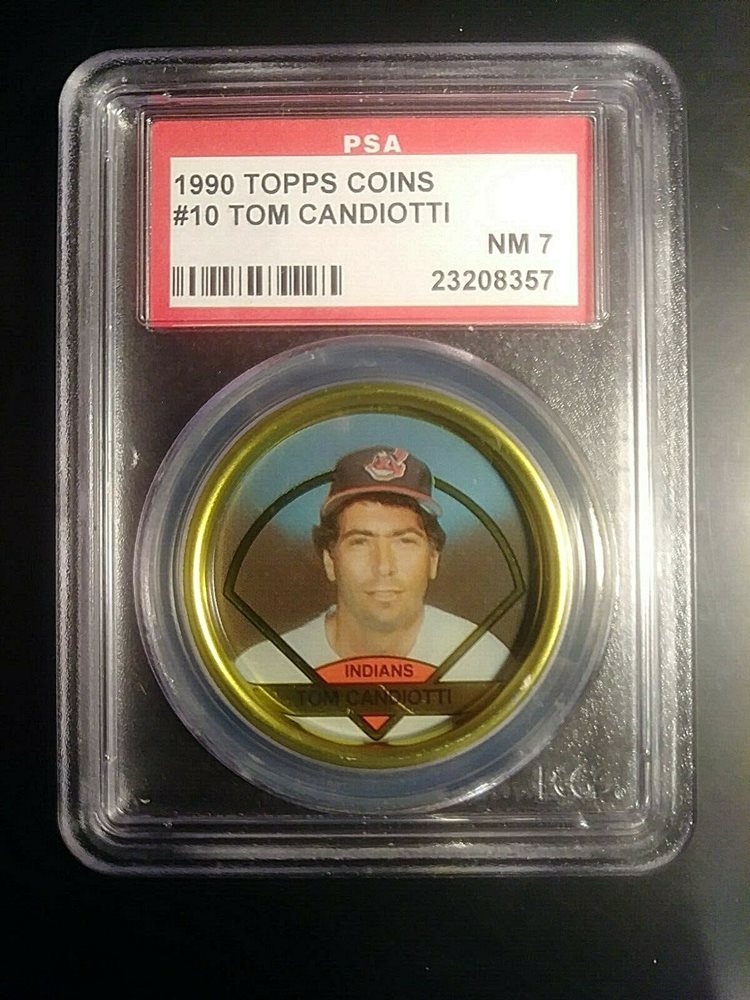 PSA
1990 TOPPS COINS
#10 TOM CANDIOTTI
NM 7
23208357
INDIANS
TOM CANDIOTTI